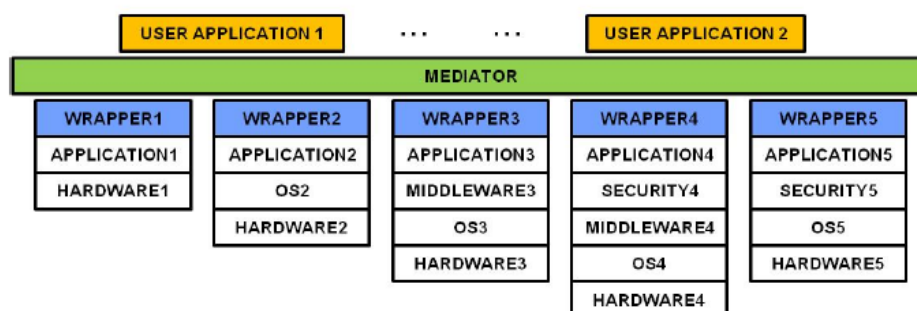 USER APPLICATION 1 ... ... USER APPLICATION 2
MEDIATOR
WRAPPER1 WRAPPER2 WRAPPER3 WRAPPER4 WRAPPER5
APPLICATION1 APPLICATION2 APPLICATION3 APPLICATION4 APPLICATION5
HARDWARE1 OS2 MIDDLEWARE3 SECURITY4 SECURITY5
HARDWARE2 OS3 MIDDLEWARE4 OS5
HARDWARE3 OS4 HARDWARE5
HARDWARE4